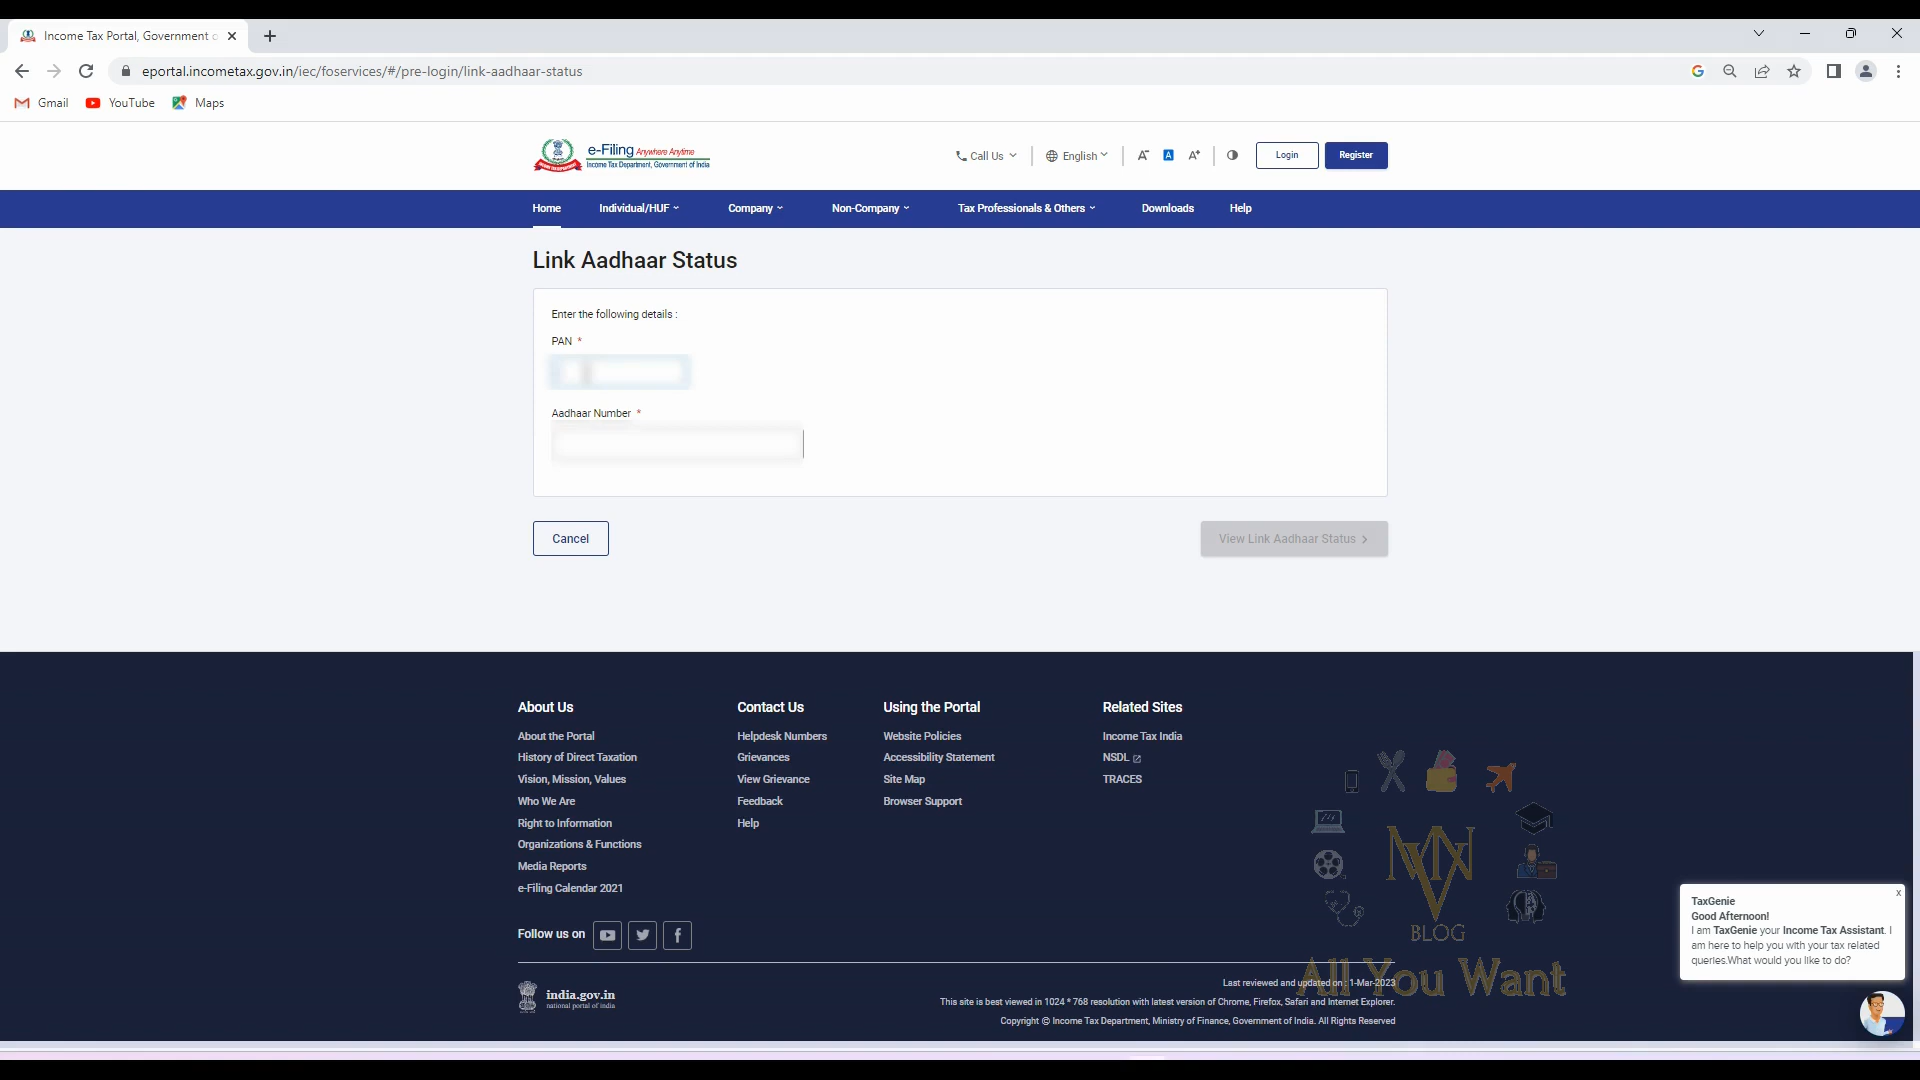 Income Tax Portal, Government o
eportal.incometax.gov.in/iec/foservices/#/pre-login/link-aadhaar-status
Gmail YouTube Maps
e-Filing Anywhere Anytime
Income Tax Department, Government of India
Call Us English A- A A+ Login Register
Home Individual/HUF Company Non-Company Tax Professionals & Others Downloads Help
Link Aadhaar Status
Enter the following details :
PAN *
Aadhaar Number *
Cancel View Link Aadhaar Status >
About Us
About the Portal
History of Direct Taxation
Vision, Mission, Values
Who We Are
Right to Information
Organizations & Functions
Media Reports
e-Filing Calendar 2021
Contact Us
Helpdesk Numbers
Grievances
View Grievance
Feedback
Help
Using the Portal
Website Policies
Accessibility Statement
Site Map
Browser Support
Related Sites
Income Tax India
NSDL
TRACES
BLOG
All You Want
Follow us on
india.gov.in
national portal of india
Last reviewed and updated on : 1-Mar-2023
This site is best viewed in 1024 * 768 resolution with latest version of Chrome, Firefox, Safari and Internet Explorer.
Copyright © Income Tax Department, Ministry of Finance, Government of India. All Rights Reserved
x
TaxGenie
Good Afternoon!
I am TaxGenie your Income Tax Assistant. I
am here to help you with your tax related
queries.What would you like to do?